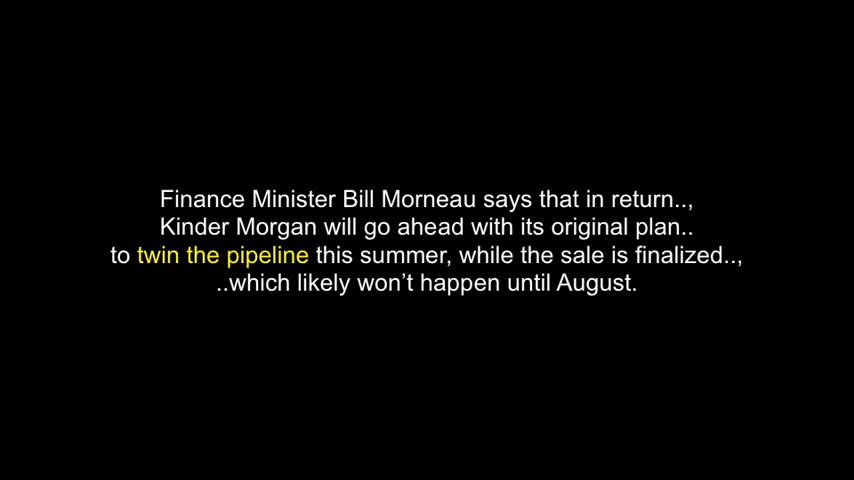 Finance Minister Bill Morneau says that in return..,
Kinder Morgan will go ahead with its original plan..
to twin the pipeline this summer, while the sale is finalized..,
..which likely won’t happen until August.